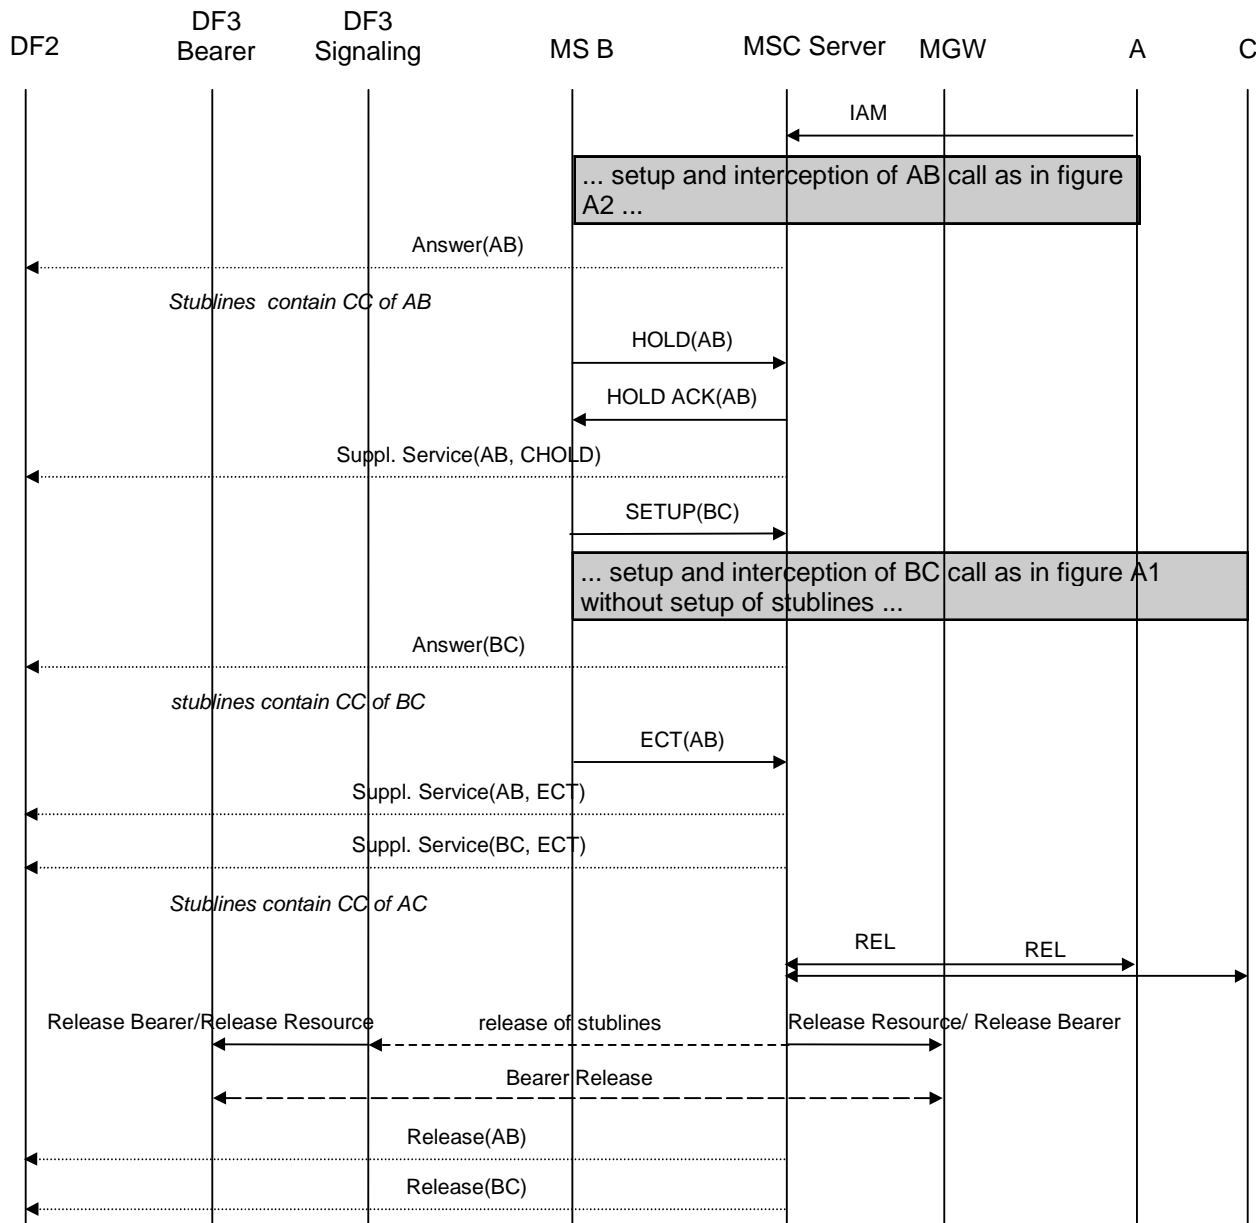 DF2
DF3
Bearer
DF3
Signaling
MS B
MSC Server
MGW
A
C
IAM
... setup and interception of AB call as in figure
A2 ...
Answer(AB)
Stublines contain CC of AB
HOLD(AB)
HOLD ACK(AB)
Suppl. Service(AB, CHOLD)
SETUP(BC)
... setup and interception of BC call as in figure A1
without setup of stublines ...
Answer(BC)
stublines contain CC of BC
ECT(AB)
Suppl. Service(AB, ECT)
Suppl. Service(BC, ECT)
Stublines contain CC of AC
REL
REL
Release Bearer/Release Resource
release of stublines
Release Resource/ Release Bearer
Bearer Release
Release(AB)
Release(BC)